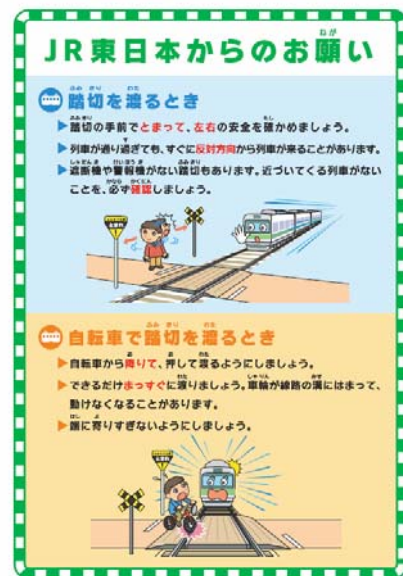 JR東日本からのお願い
踏切を渡るとき
▶踏切の手前でとまって、左右の安全を確かめましょう。
▶列車が通り過ぎても、すぐに反対方向から列車が来ることがあります。
▶遮断機や警報機がない踏切もあります。近づいてくる列車がない
ことを、必ず確認しましょう。
自転車で踏切を渡るとき
▶自転車から降りて、押して渡るようにしましょう。
▶できるだけまっすぐに渡りましょう。車輪が線路の溝にはまって、
動けなくなることがあります。
▶端に寄りすぎないようにしましょう。